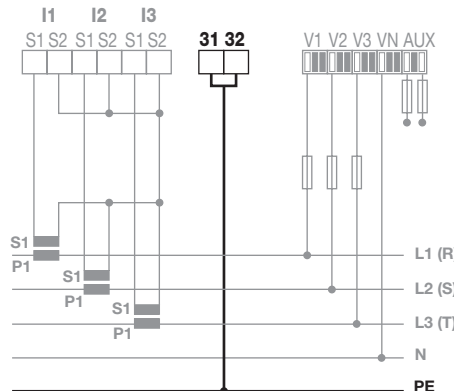 I1 I2 I3
S1 S2 S1 S2 S1 S2 31 32 V1 V2 V3 VN AUX
S1
P1 L1 (R)
S1
P1 L2 (S)
S1
P1 L3 (T)
N
PE